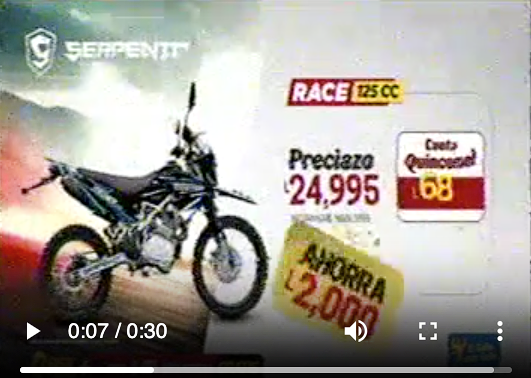 SERPENTO
RACE 125 CC
Preciazo
L24,995
Cuota
Quincenal
L68
AHORRA
L2,000
0:07 / 0:30